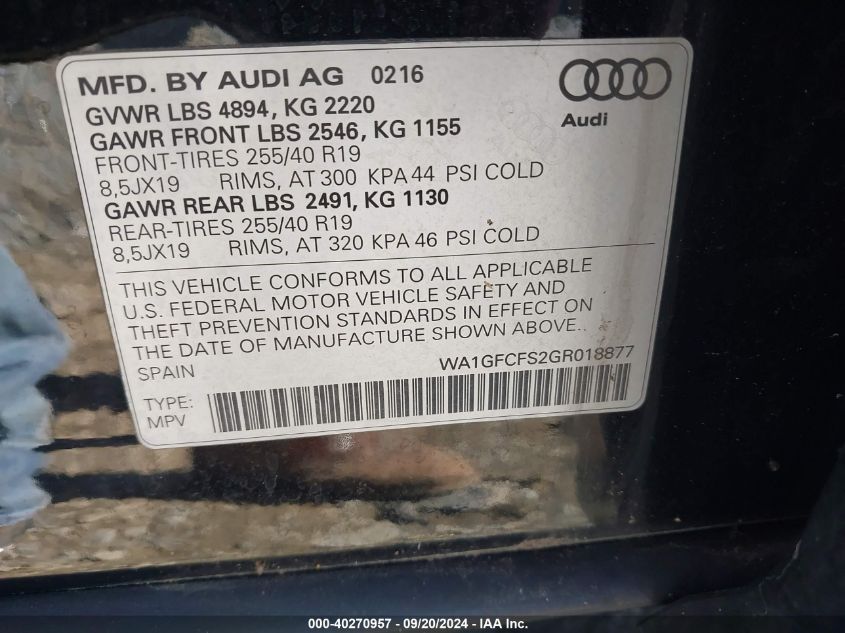 MFD. BY AUDI AG 0216
GVWR LBS 4894, KG 2220
GAWR FRONT LBS 2546, KG 1155
FRONT-TIRES 255/40 R19
8,5JX19 RIMS, AT 300 KPA 44 PSI COLD
GAWR REAR LBS 2491, KG 1130
REAR-TIRES 255/40 R19
8,5JX19 RIMS, AT 320 KPA 46 PSI COLD
Audi
THIS VEHICLE CONFORMS TO ALL APPLICABLE
U.S. FEDERAL MOTOR VEHICLE SAFETY AND
THEFT PREVENTION STANDARDS IN EFFECT ON
THE DATE OF MANUFACTURE SHOWN ABOVE..
SPAIN WA1GFCFS2GR018877
TYPE:
MPV
000-40270957 - 09/20/2024 - IAA Inc.